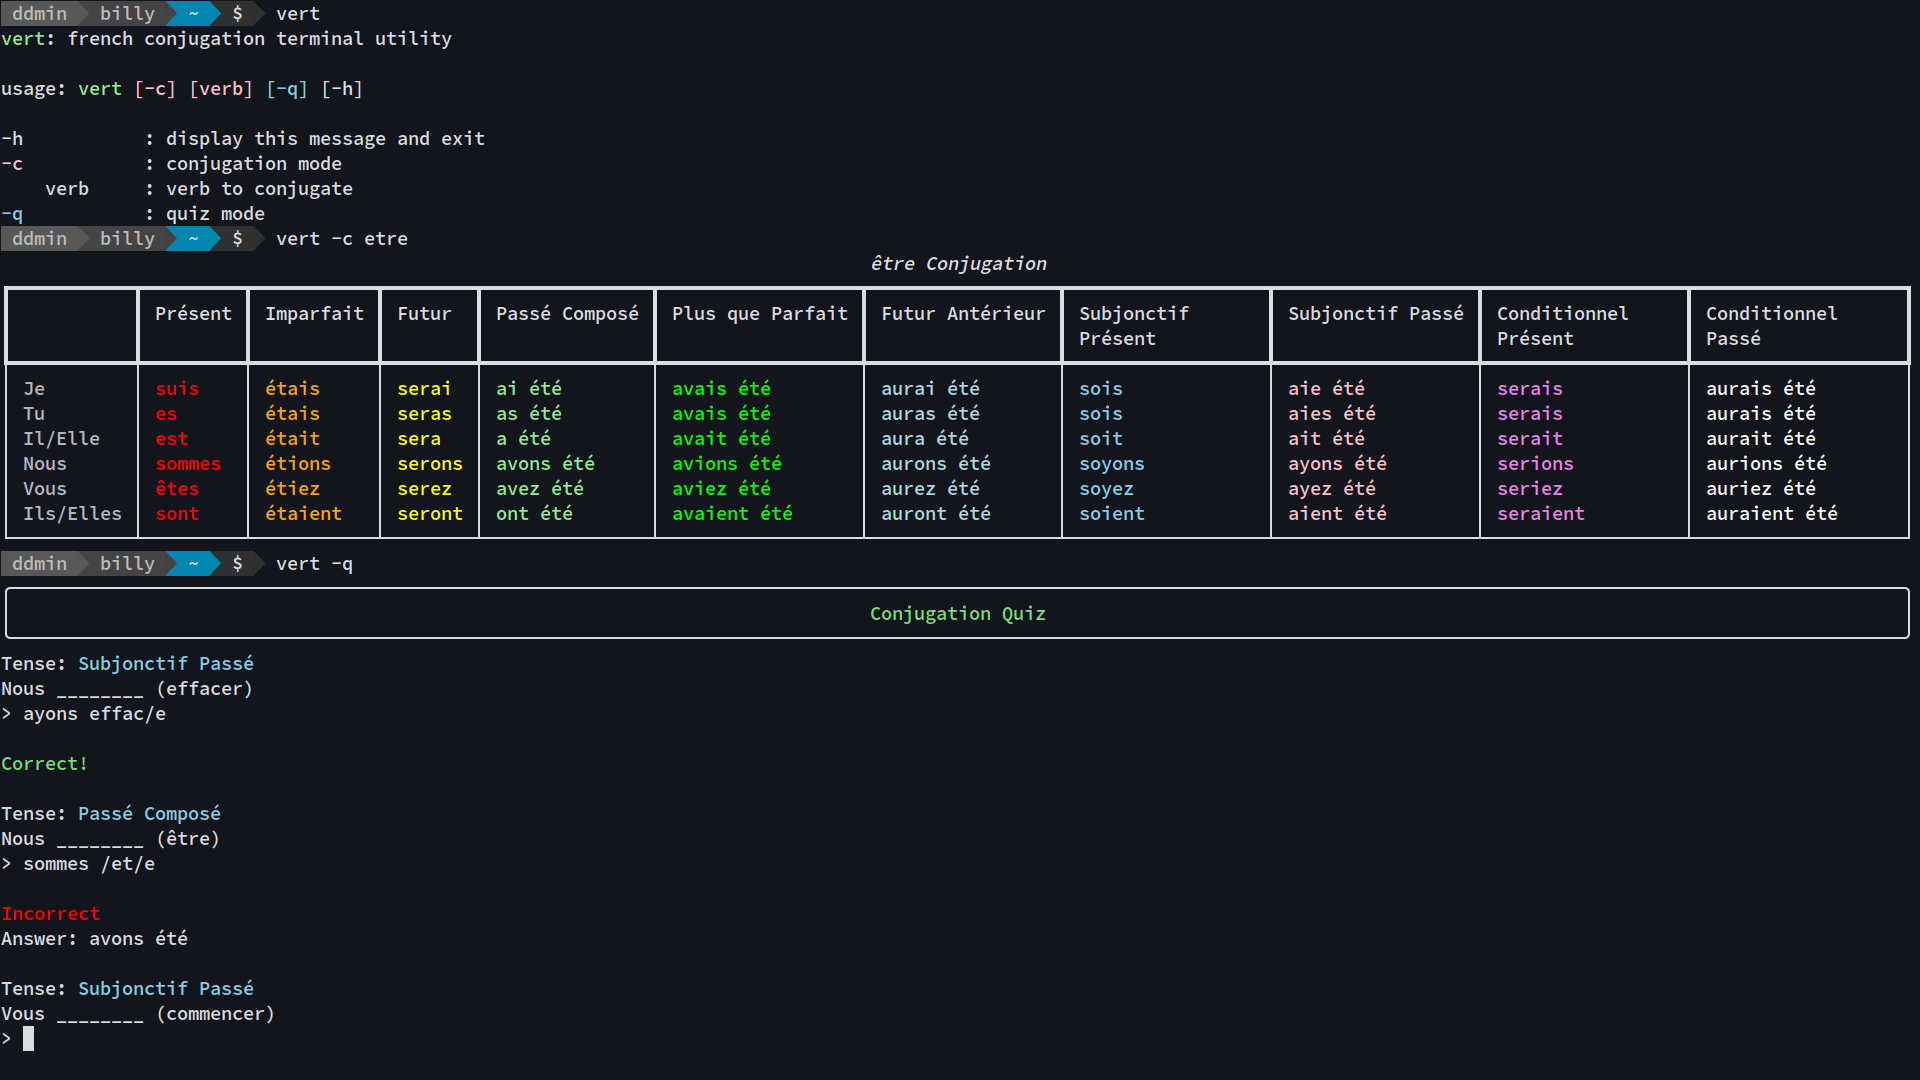 ddmin billy ~ $ vert
vert: french conjugation terminal utility
usage: vert [-c] [verb] [-q] [-h]
-h : display this message and exit
-c : conjugation mode
verb : verb to conjugate
-q : quiz mode
ddmin billy ~ $ vert -c etre
être Conjugation
Présent Imparfait Futur Passé Composé Plus que Parfait Futur Antérieur Subjonctif Présent Subjonctif Passé Conditionnel Présent Conditionnel Passé
Je suis étais serai ai été avais été aurai été sois aie été serais aurais été
Tu es étais seras as été avais été auras été sois aies été serais aurais été
Il/Elle est était sera a été avait été aura été soit ait été serait aurait été
Nous sommes étions serons avons été avions été aurons été soyons ayons été serions aurions été
Vous êtes étiez serez avez été aviez été aurez été soyez ayez été seriez auriez été
Ils/Elles sont étaient seront ont été avaient été auront été soient aient été seraient auraient été
ddmin billy ~ $ vert -q
Conjugation Quiz
Tense: Subjonctif Passé
Nous ________ (effacer)
> ayons effac/e
Correct!
Tense: Passé Composé
Nous ________ (être)
> sommes /et/e
Incorrect
Answer: avons été
Tense: Subjonctif Passé
Vous ________ (commencer)
>